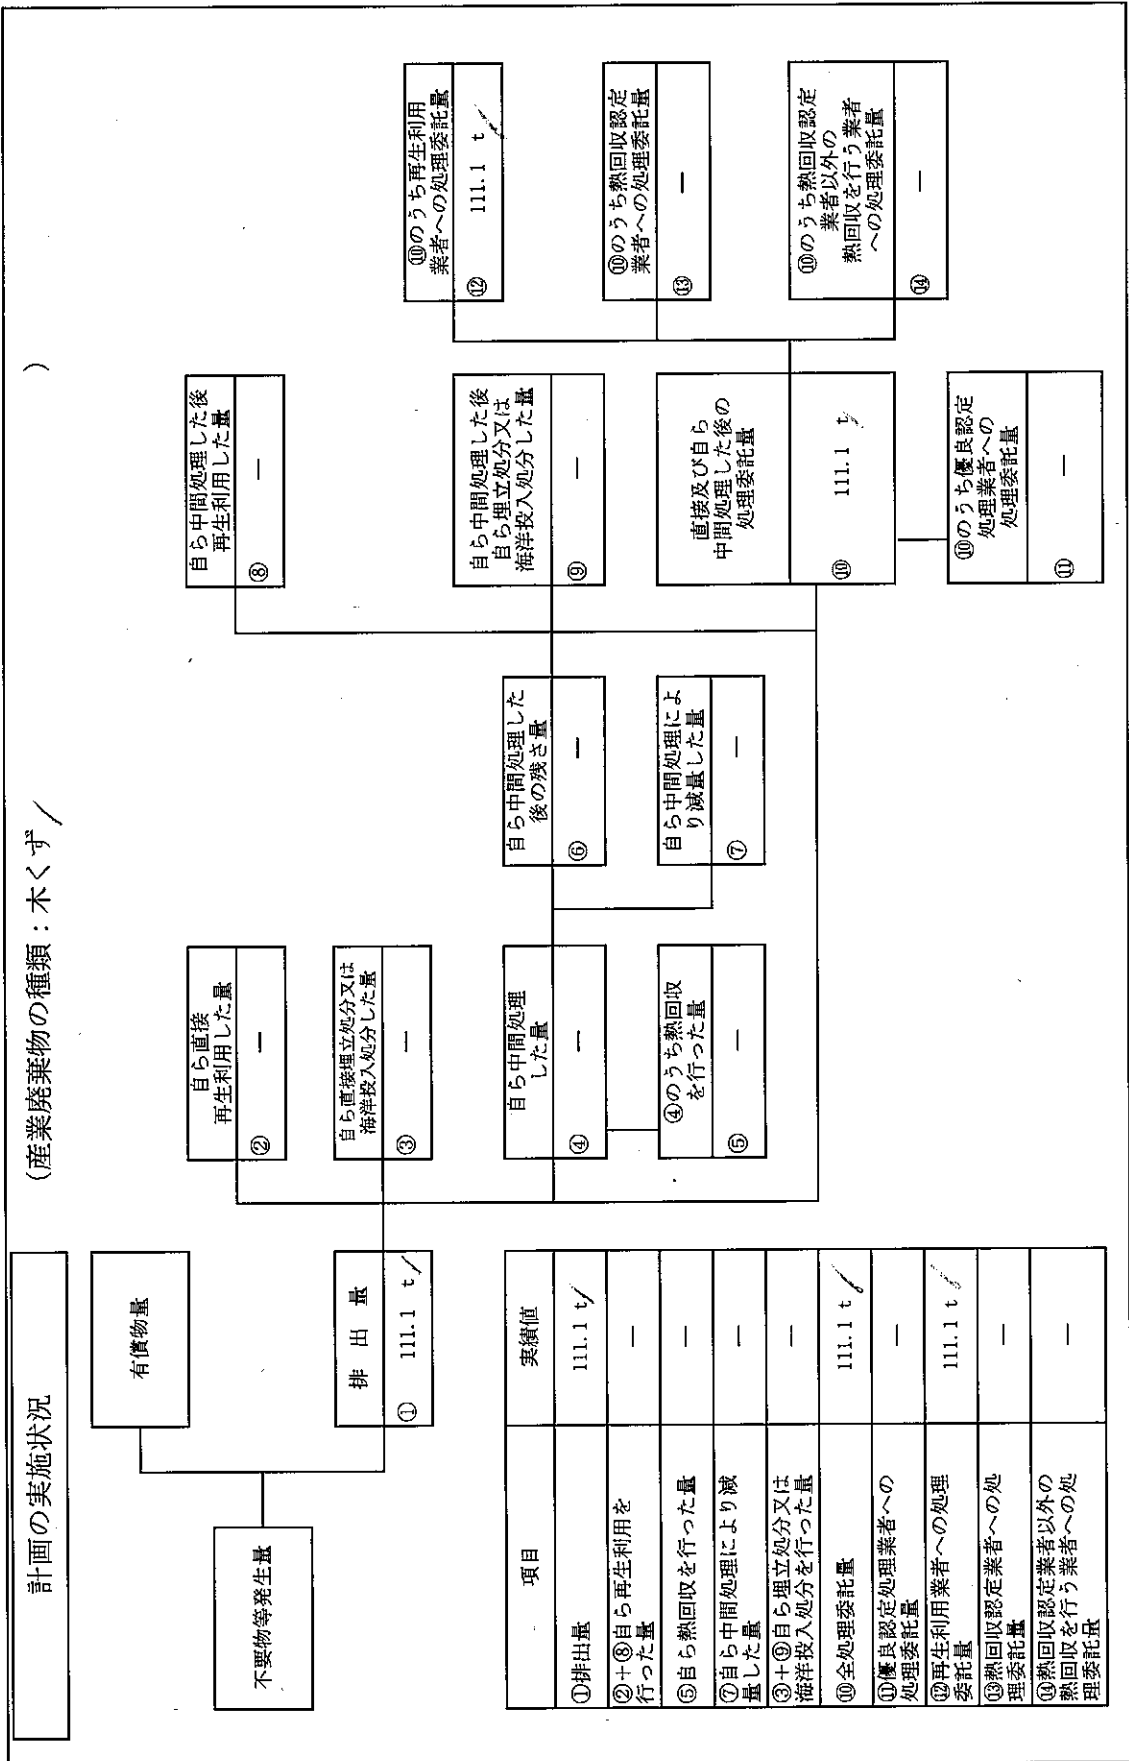 計画の実施状況
(産業廃棄物の種類：木くず
)
不要物等発生量
有償物量
排 出 量
① 111.1 t
自ら直接
再生利用した量
② －
自ら直接埋立処分又は
海洋投入処分した量
③ －
自ら中間処理
した量
④ －
④のうち熱回収
を行った量
⑤ －
自ら中間処理した
後の残さ量
⑥ －
自ら中間処理によ
り減量した量
⑦ －
自ら中間処理した後
再生利用した量
⑧ －
自ら中間処理した後
自ら埋立処分又は
海洋投入処分した量
⑨ －
直接及び自ら
中間処理した後の
処理委託量
⑩ 111.1 t
⑩のうち優良認定
処理業者への
処理委託量
⑪ －
⑩のうち再生利用
業者への処理委託量
⑫ 111.1 t
⑩のうち熱回収認定
業者への処理委託量
⑬ －
⑩のうち熱回収認定
業者以外の
熱回収を行う業者
への処理委託量
⑭ －
項目 実績値
①排出量 111.1 t
②+⑧自ら再生利用を
行った量 －
⑤自ら熱回収を行った量 －
⑦自ら中間処理により減
量した量 －
③+⑨自ら埋立処分又は
海洋投入処分を行った量 －
⑩全処理委託量 111.1 t
⑪優良認定処理業者への
処理委託量 －
⑫再生利用業者への処理
委託量 111.1 t
⑬熱回収認定業者への処
理委託量 －
⑭熱回収認定業者以外の
熱回収を行う業者への処
理委託量 －